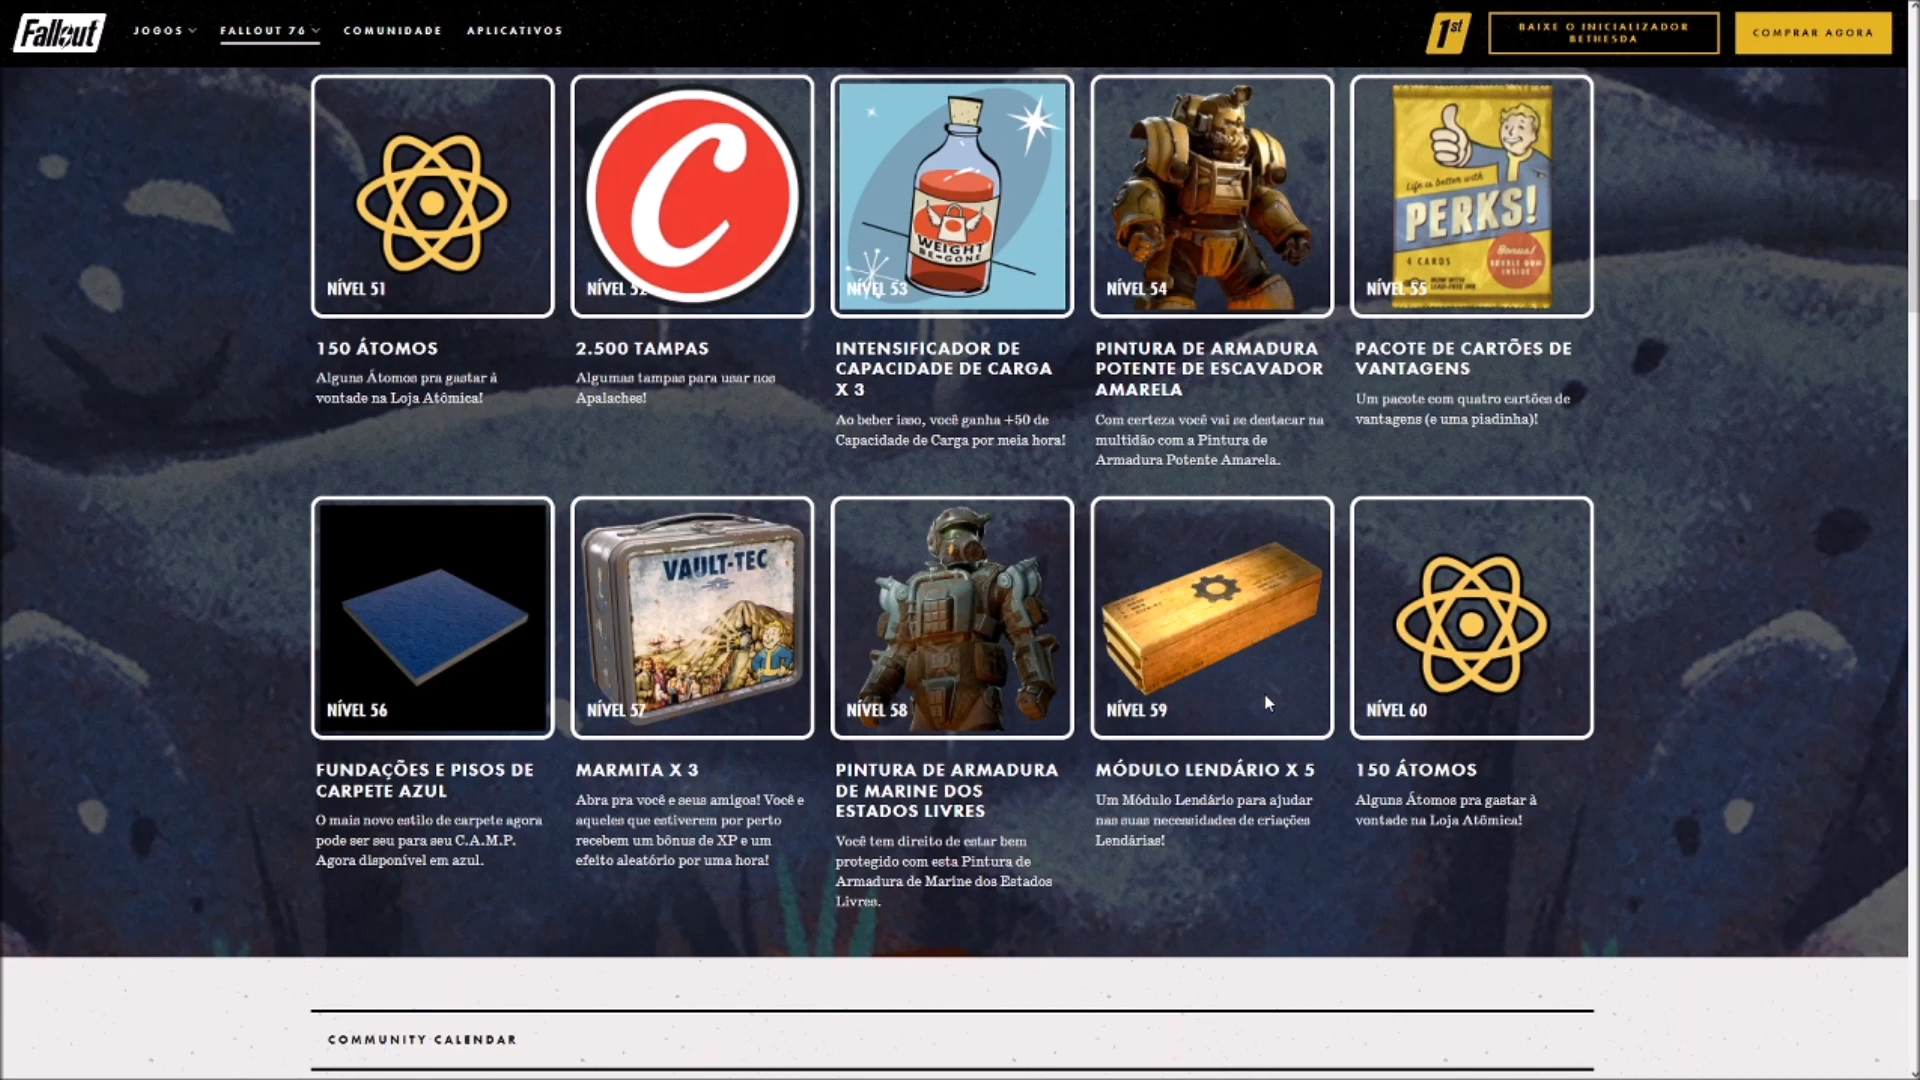 Fallout
JOGOS
FALLOUT 76
COMUNIDADE
APLICATIVOS
1st
BAIXE O INICIALIZADOR
BETHESDA
COMPRAR AGORA
C
WEIGHT
BE-GONE
Life is better with
PERKS!
4 CARDS
Bonus!
DOUBLE GUM
INSIDE
NÍVEL 51
NÍVEL 52
NÍVEL 53
NÍVEL 54
NÍVEL 55
150 ÁTOMOS
Alguns Átomos pra gastar à
vontade na Loja Atômica!
2.500 TAMPAS
Algumas tampas para usar nos
Apalaches!
INTENSIFICADOR DE
CAPACIDADE DE CARGA
X 3
Ao beber isso, você ganha +50 de
Capacidade de Carga por meia hora!
PINTURA DE ARMADURA
POTENTE DE ESCAVADOR
AMARELA
Com certeza você vai se destacar na
multidão com a Pintura de
Armadura Potente Amarela.
PACOTE DE CARTÕES DE
VANTAGENS
Um pacote com quatro cartões de
vantagens (e uma piadinha)!
VAULT-TEC
NÍVEL 56
NÍVEL 57
NÍVEL 58
NÍVEL 59
NÍVEL 60
FUNDAÇÕES E PISOS DE
CARPETE AZUL
O mais novo estilo de carpete agora
pode ser seu para seu C.A.M.P.
Agora disponível em azul.
MARMITA X 3
Abra pra você e seus amigos! Você e
aqueles que estiverem por perto
recebem um bônus de XP e um
efeito aleatório por uma hora!
PINTURA DE ARMADURA
DE MARINE DOS
ESTADOS LIVRES
Você tem direito de estar bem
protegido com esta Pintura de
Armadura de Marine dos Estados
Livres.
MÓDULO LENDÁRIO X 5
Um Módulo Lendário para ajudar
nas suas necessidades de criações
Lendárias!
150 ÁTOMOS
Alguns Átomos pra gastar à
vontade na Loja Atômica!
COMMUNITY CALENDAR